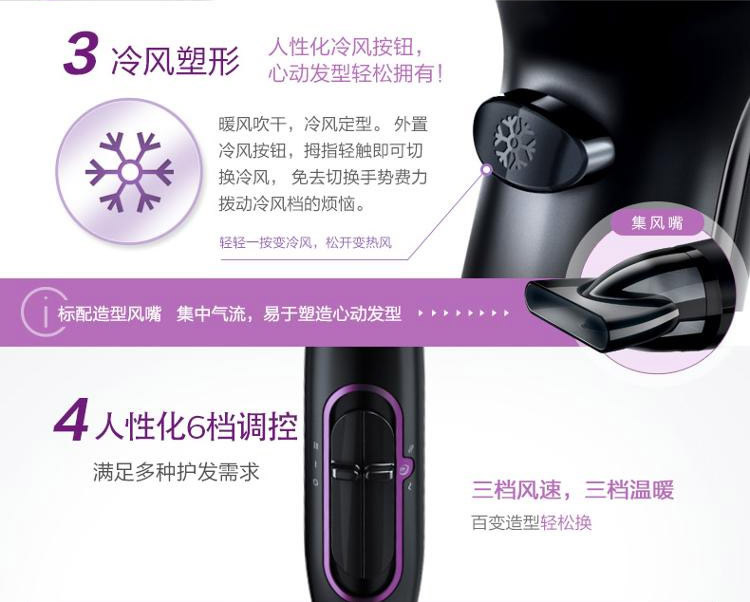 3 冷风塑形
人性化冷风按钮，
心动发型轻松拥有！
暖风吹干，冷风定型。外置
冷风按钮，拇指轻触即可切
换冷风， 免去切换手势费力
拨动冷风档的烦恼。
轻轻一按变冷风，松开变热风
集风嘴
标配造型风嘴 集中气流，易于塑造心动发型
4 人性化6档调控
满足多种护发需求
II
I
O
三档风速，三档温暖
百变造型轻松换